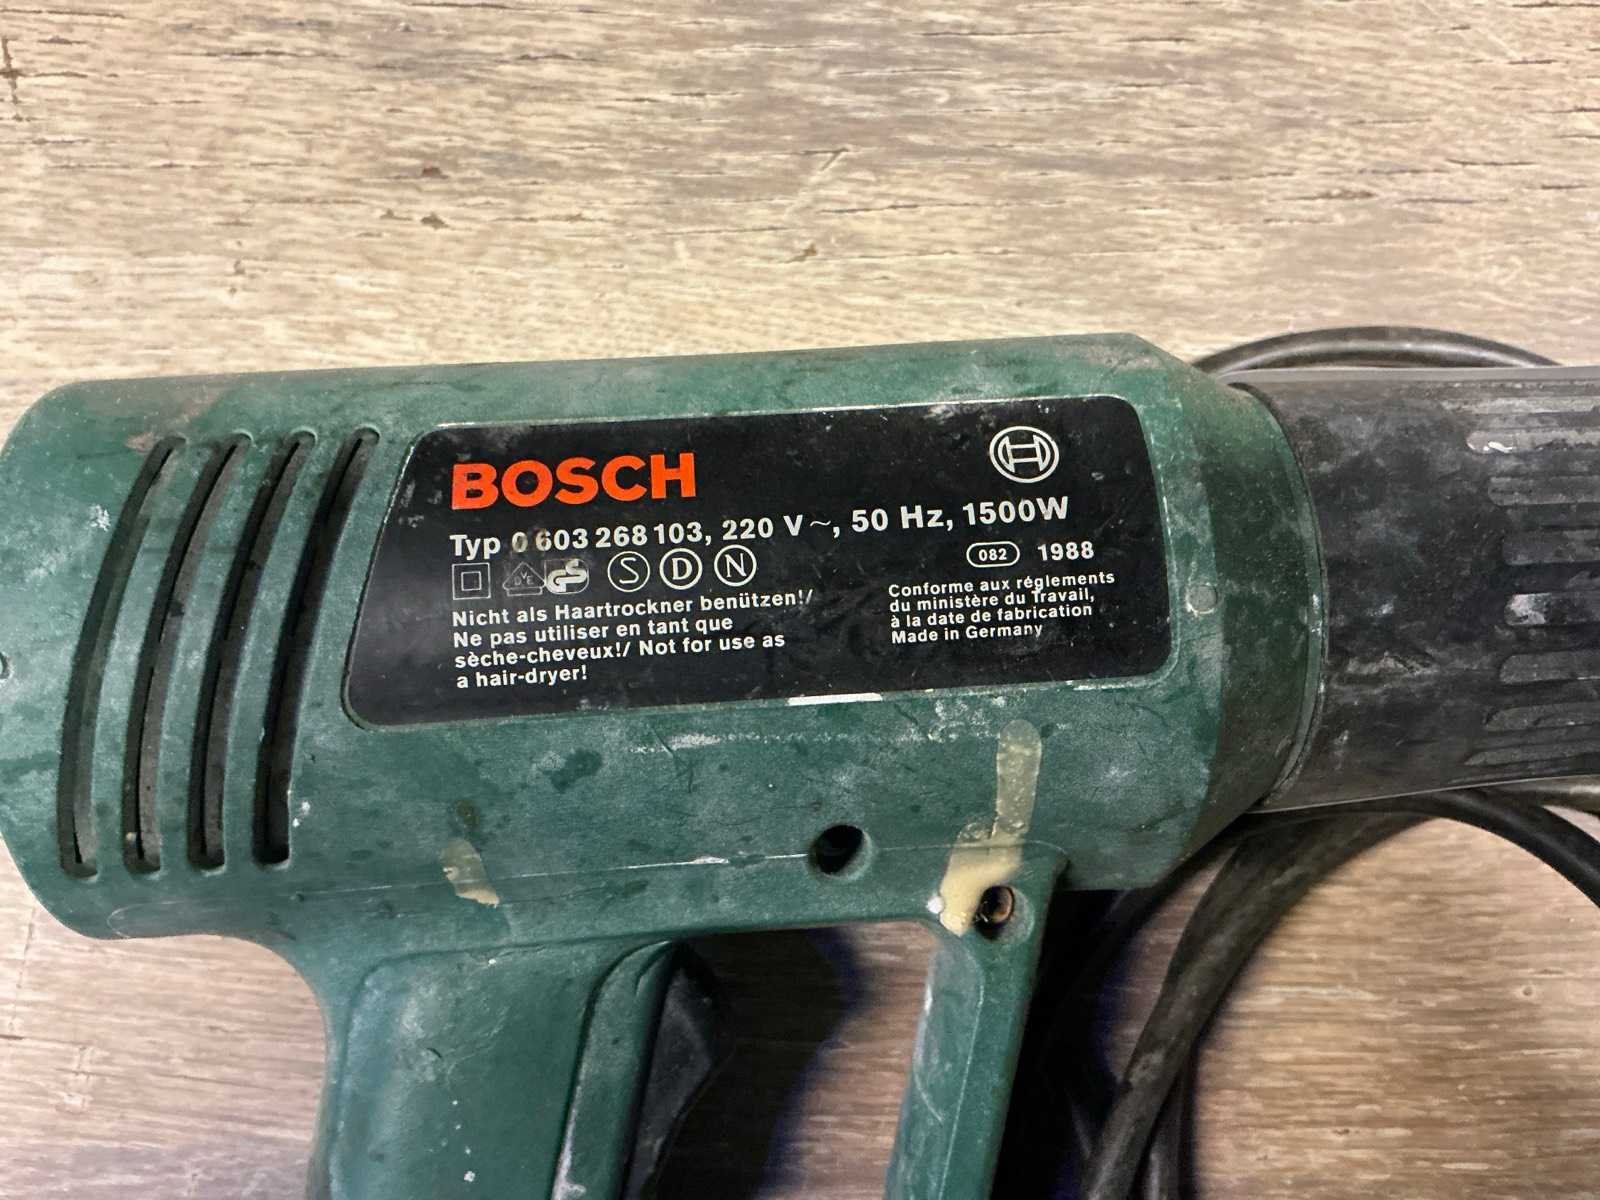 BOSCH
Typ 0 603 268 103, 220 V~, 50 Hz, 1500W
DVE GS S D N
082 1988
Nicht als Haartrockner benützen!/
Ne pas utiliser en tant que
sèche-cheveux!/ Not for use as
a hair-dryer!
Conforme aux réglements
du ministère du Travail,
à la date de fabrication
Made in Germany